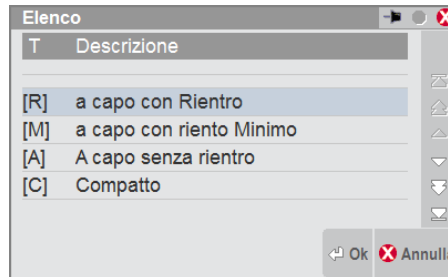 Elenco
T Descrizione
[R] a capo con Rientro
[M] a capo con riento Minimo
[A] A capo senza rientro
[C] Compatto
Ok Annull